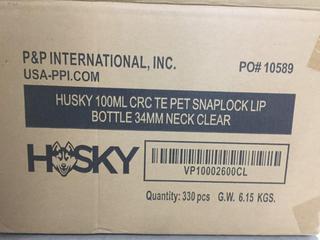 P&P INTERNATIONAL, INC.
USA-PPI.COM
PO# 10589
HUSKY 100ML CRC TE PET SNAPLOCK LIP
BOTTLE 34MM NECK CLEAR
HUSKY
VP10002600CL
Quantity: 330 pcs G.W. 6.15 KGS.